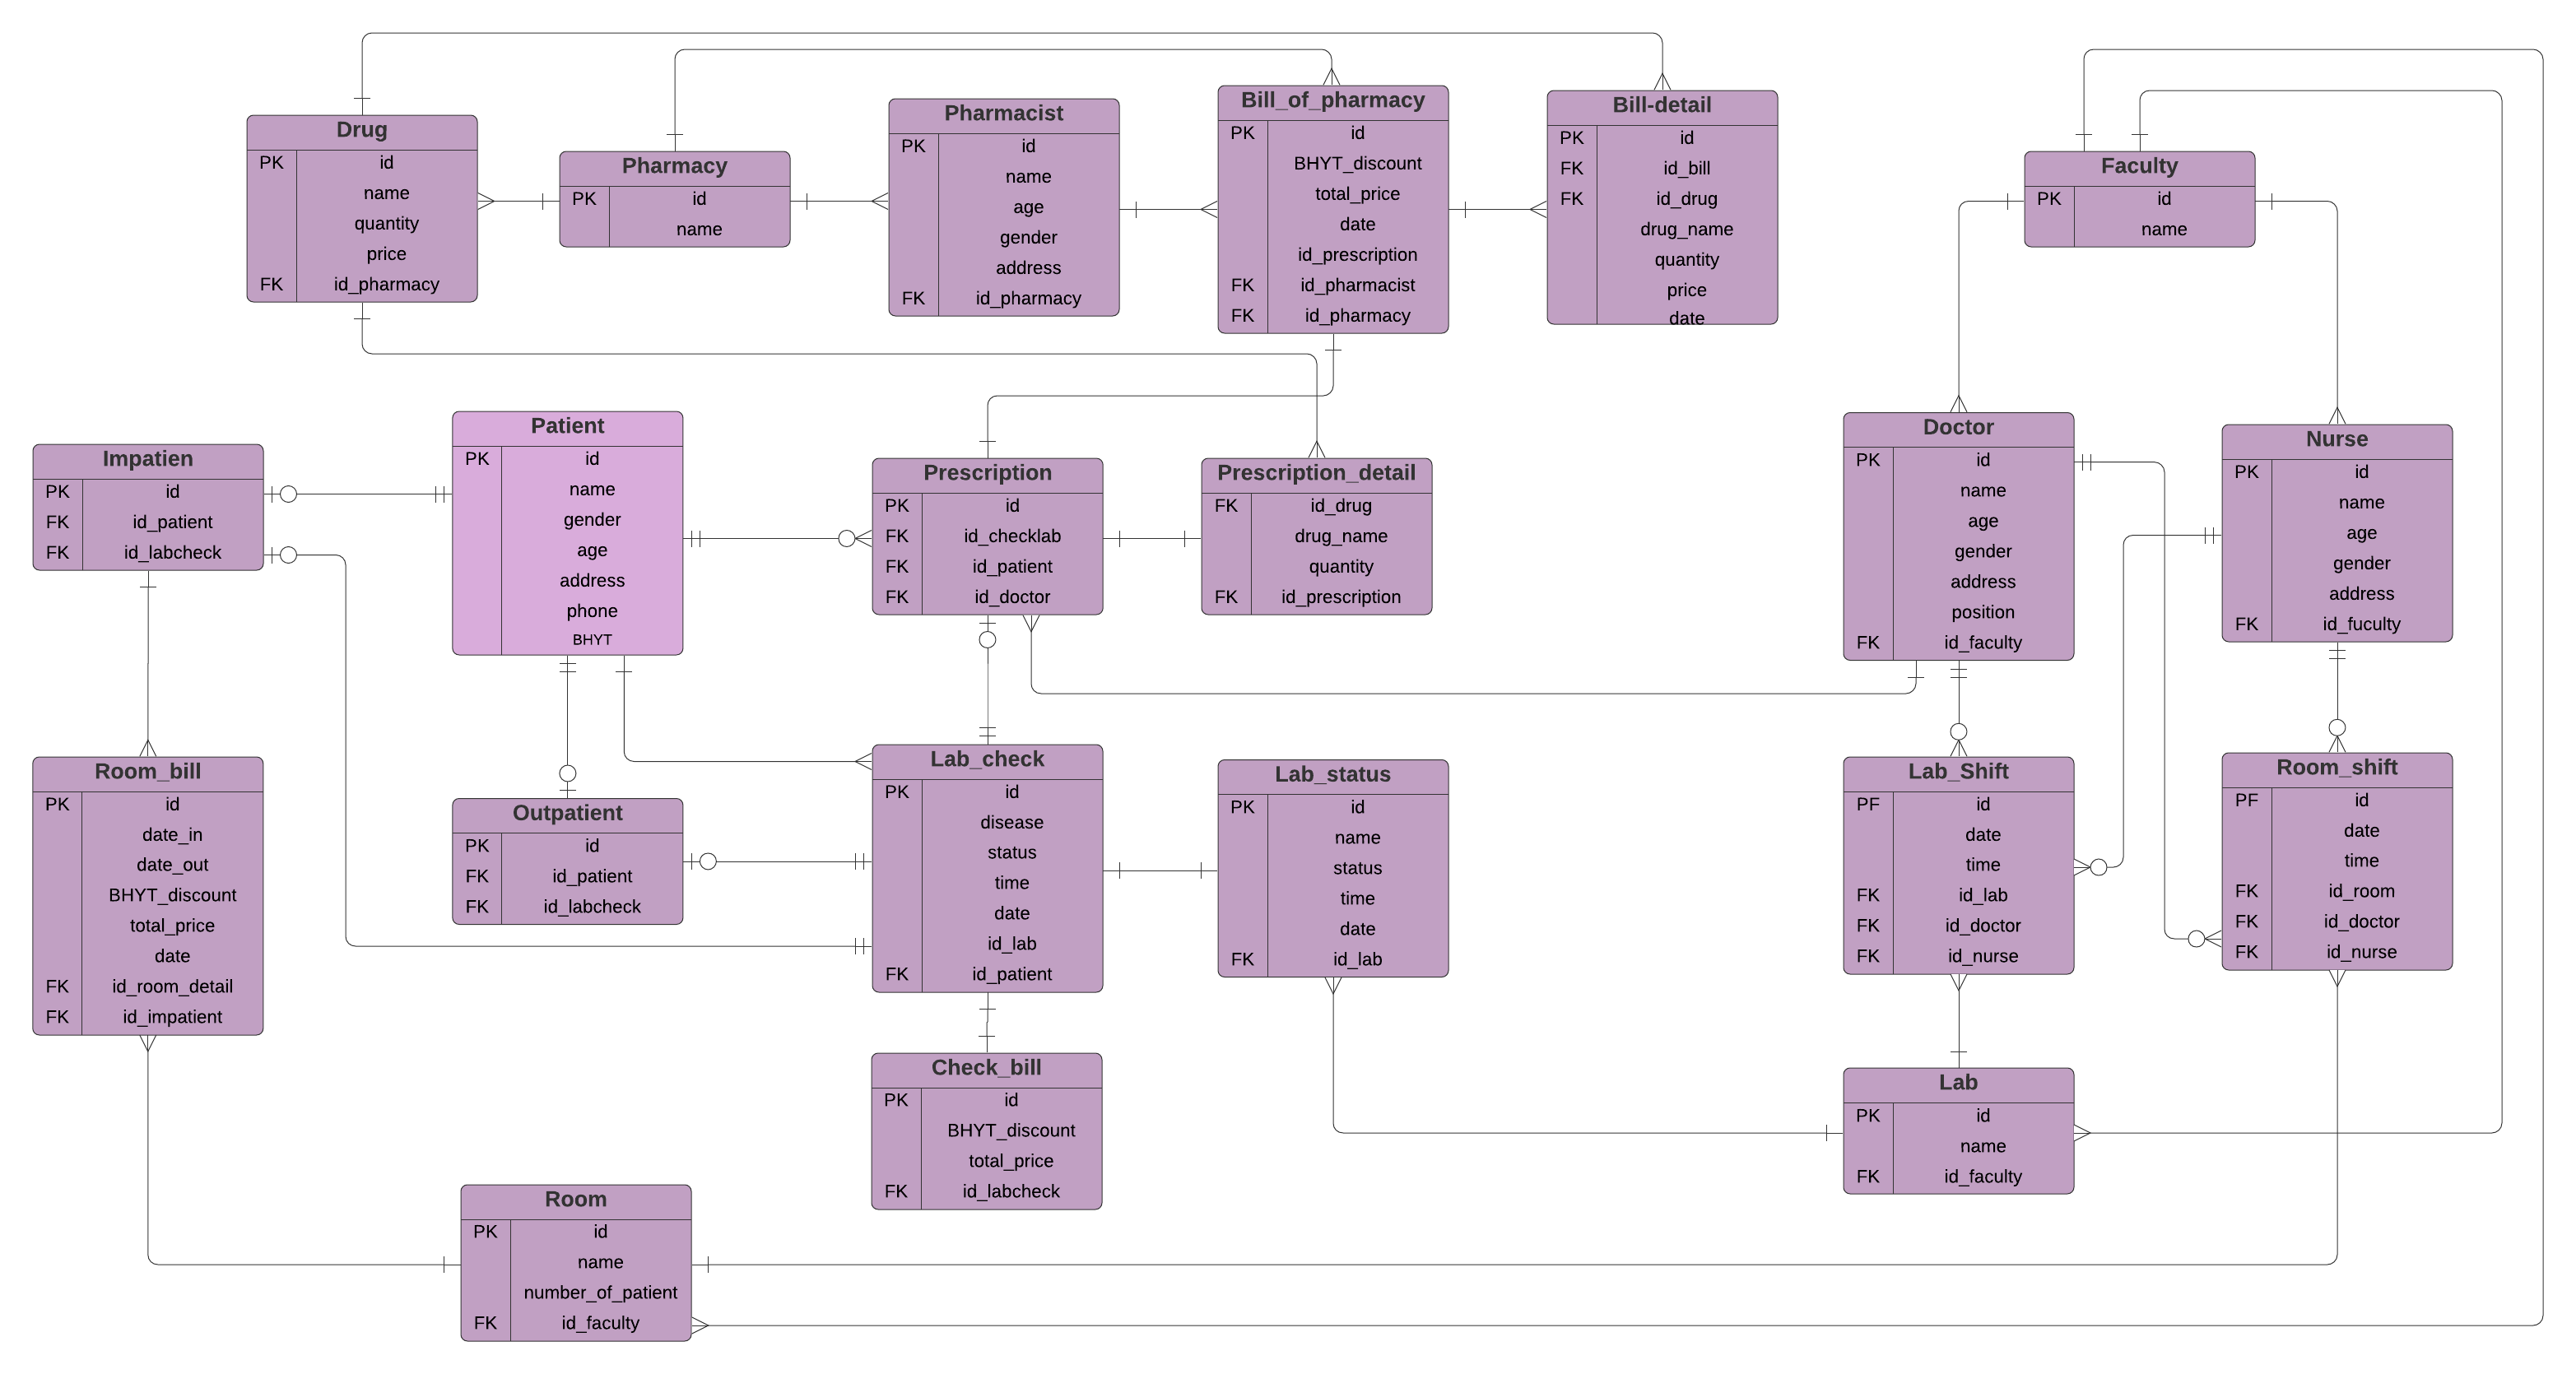 Drug
PK id
name
quantity
price
FK id_pharmacy
Pharmacy
PK id
name
Pharmacist
PK id
name
age
gender
address
FK id_pharmacy
Bill_of_pharmacy
PK id
BHYT_discount
total_price
date
id_prescription
FK id_pharmacist
FK id_pharmacy
Bill-detail
PK id
FK id_bill
FK id_drug
drug_name
quantity
price
date
Faculty
PK id
name
Impatien
PK id
FK id_patient
FK id_labcheck
Patient
PK id
name
gender
age
address
phone
BHYT
Prescription
PK id
FK id_checklab
FK id_patient
FK id_doctor
Prescription_detail
FK id_drug
drug_name
quantity
FK id_prescription
Doctor
PK id
name
age
gender
address
position
FK id_faculty
Nurse
PK id
name
age
gender
address
FK id_fuculty
Room_bill
PK id
date_in
date_out
BHYT_discount
total_price
date
FK id_room_detail
FK id_impatient
Outpatient
PK id
FK id_patient
FK id_labcheck
Lab_check
PK id
disease
status
time
date
id_lab
FK id_patient
Lab_status
PK id
name
status
time
date
FK id_lab
Lab_Shift
PF id
date
time
FK id_lab
FK id_doctor
FK id_nurse
Room_shift
PF id
date
time
FK id_room
FK id_doctor
FK id_nurse
Check_bill
PK id
BHYT_discount
total_price
FK id_labcheck
Lab
PK id
name
FK id_faculty
Room
PK id
name
number_of_patient
FK id_faculty